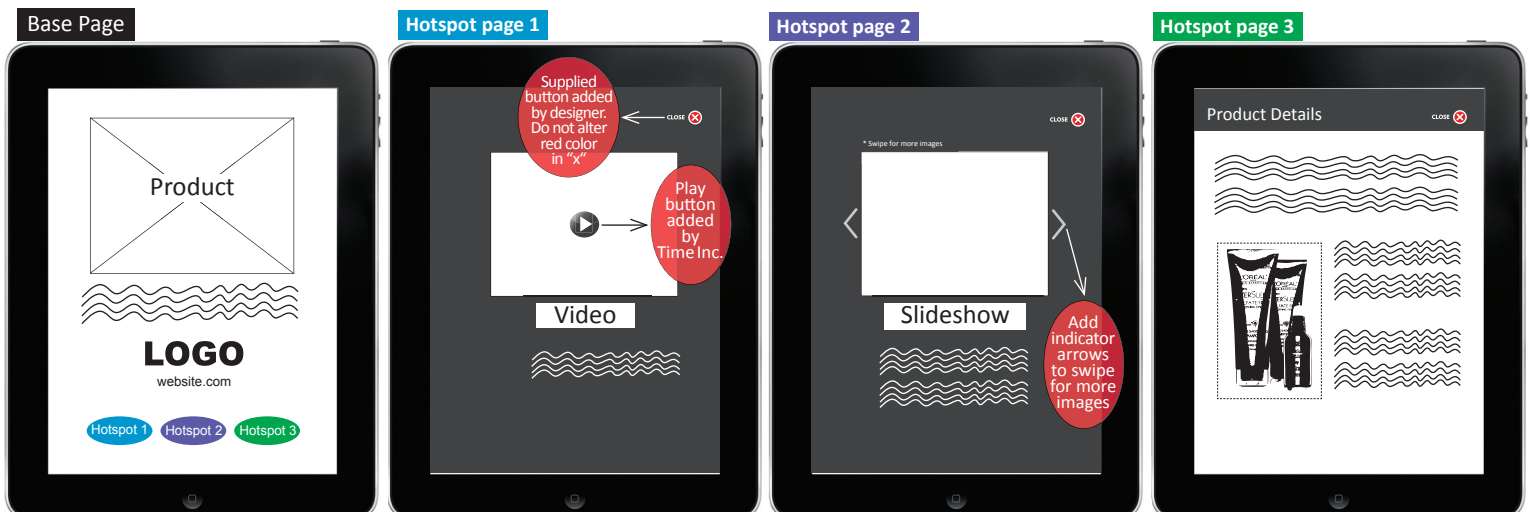 Base Page
Product
LOGO
website.com
Hotspot 1
Hotspot 2
Hotspot 3
Hotspot page 1
Supplied
button added
by designer.
Do not alter
red color
in “x“
CLOSE
Play
button
added
by
Time Inc.
Video
Hotspot page 2
CLOSE
* Swipe for more images
Slideshow
Add
indicator
arrows
to swipe
for more
images
Hotspot page 3
Product Details
CLOSE